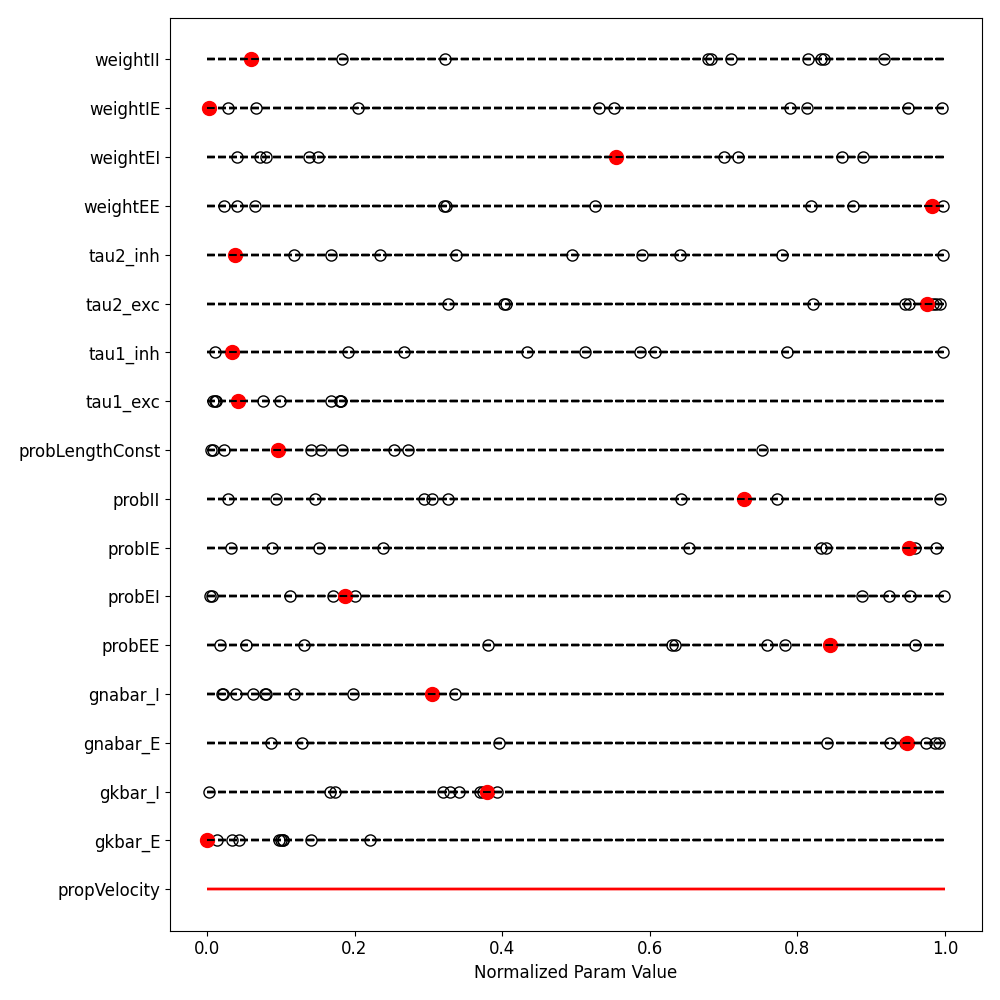 weightII
weightIE
weightEI
weightEE
tau2_inh
tau2_exc
tau1_inh
tau1_exc
probLengthConst
probII
probIE
probEI
probEE
gnabar_I
gnabar_E
gkbar_I
gkbar_E
propVelocity
0.0 0.2 0.4 0.6 0.8 1.0
Normalized Param Value